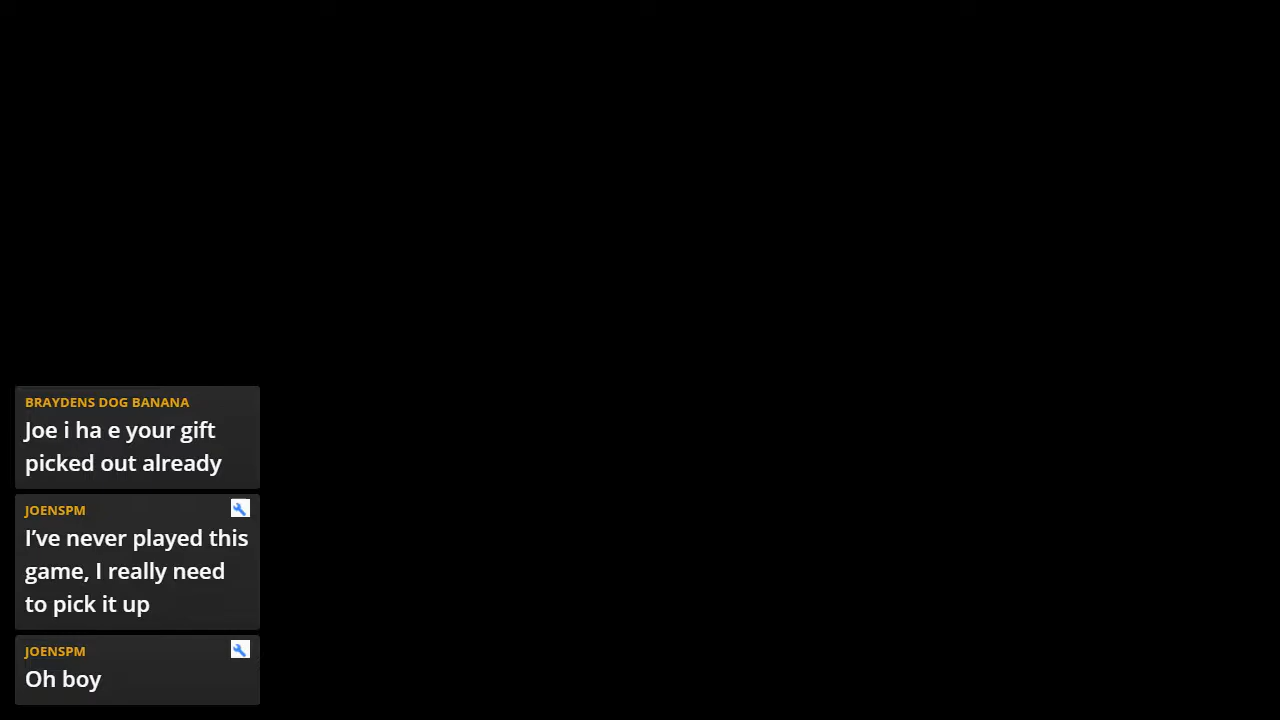 BRAYDENS DOG BANANA
Joe i ha e your gift
picked out already
JOENSPM
I’ve never played this
game, I really need
to pick it up
JOENSPM
Oh boy